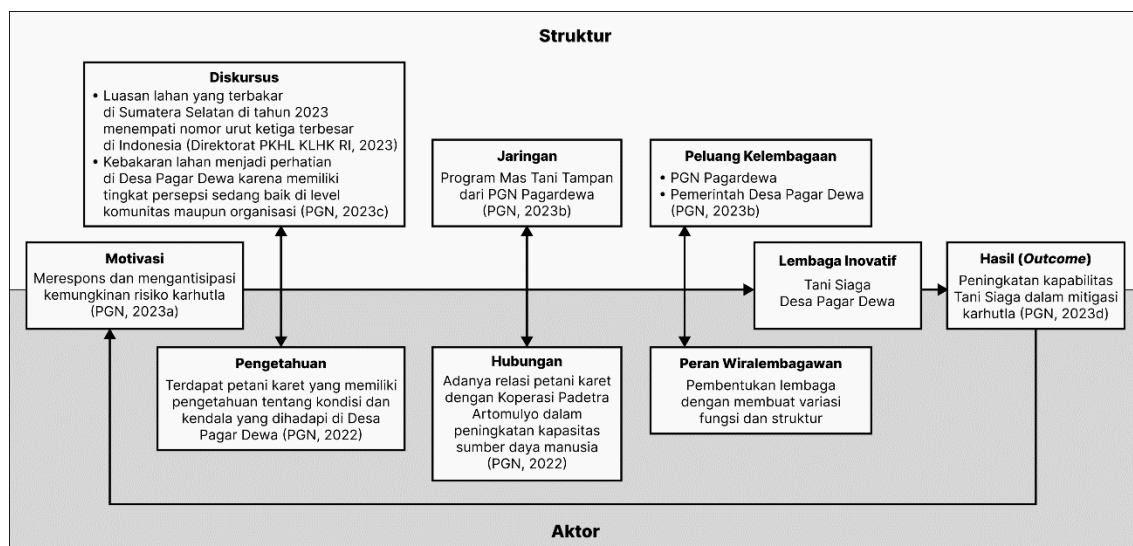 Struktur
Diskursus
• Luasan lahan yang terbakar
di Sumatera Selatan di tahun 2023
menempati nomor urut ketiga terbesar
di Indonesia (Direktorat PKHL KLHK RI, 2023)
• Kebakaran lahan menjadi perhatian
di Desa Pagar Dewa karena memiliki
tingkat persepsi sedang baik di level
komunitas maupun organisasi (PGN, 2023c)
Jaringan
Program Mas Tani Tampan
dari PGN Pagardewa
(PGN, 2023b)
Peluang Kelembagaan
• PGN Pagardewa
• Pemerintah Desa Pagar Dewa
(PGN, 2023b)
Motivasi
Merespons dan mengantisipasi
kemungkinan risiko karhutla
(PGN, 2023a)
Lembaga Inovatif
Tani Siaga
Desa Pagar Dewa
Hasil (Outcome)
Peningkatan kapabilitas
Tani Siaga dalam mitigasi
karhutla (PGN, 2023d)
Pengetahuan
Terdapat petani karet yang memiliki
pengetahuan tentang kondisi dan
kendala yang dihadapi di Desa
Pagar Dewa (PGN, 2022)
Hubungan
Adanya relasi petani karet
dengan Koperasi Padetra
Artomulyo dalam
peningkatan kapasitas
sumber daya manusia
(PGN, 2022)
Peran Wiralembagawan
Pembentukan lembaga
dengan membuat variasi
fungsi dan struktur
Aktor